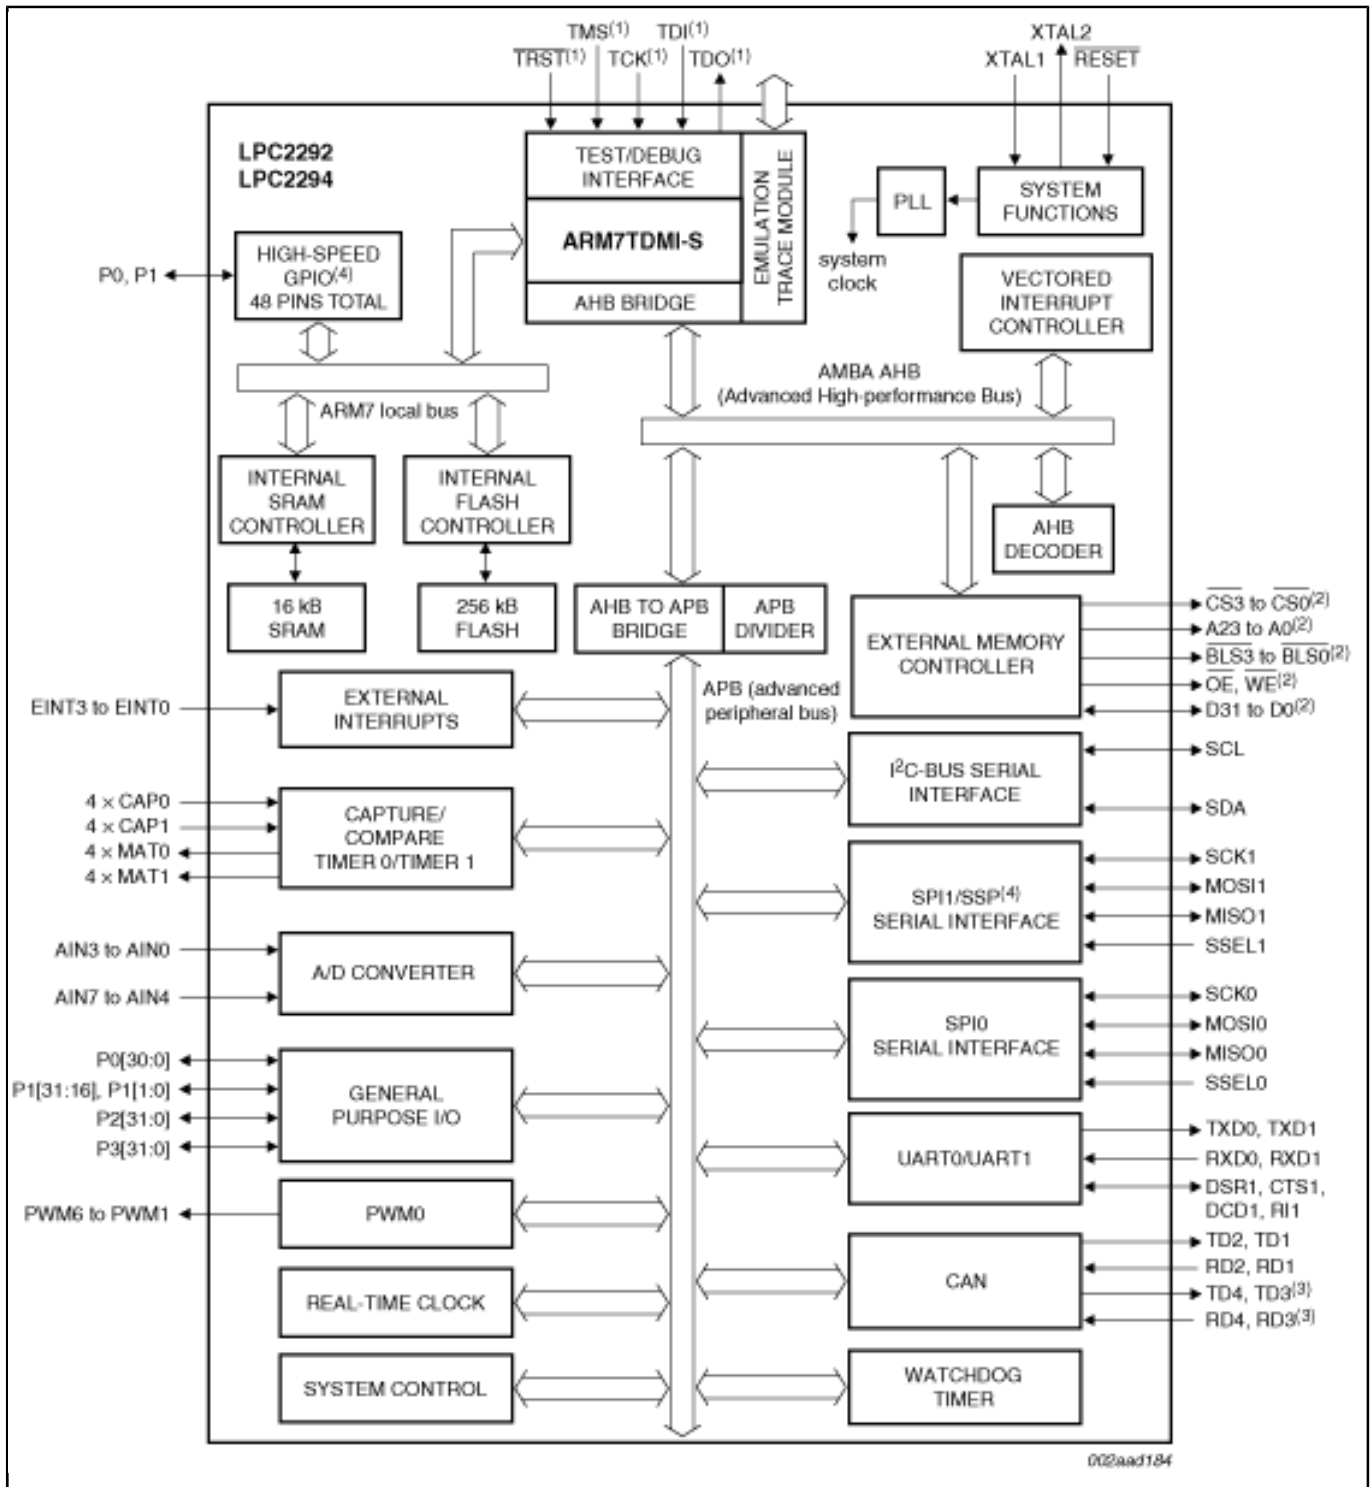 TMS(1) TDI(1)
TRST(1) TCK(1) TDO(1)
XTAL2
XTAL1 RESET
LPC2292
LPC2294
TEST/DEBUG
INTERFACE
ARM7TDMI-S
AHB BRIDGE
EMULATION
TRACE MODULE
PLL
SYSTEM
FUNCTIONS
system
clock
VECTORED
INTERRUPT
CONTROLLER
P0, P1
HIGH-SPEED
GPIO(4)
48 PINS TOTAL
AMBA AHB
(Advanced High-performance Bus)
ARM7 local bus
INTERNAL
SRAM
CONTROLLER
INTERNAL
FLASH
CONTROLLER
AHB
DECODER
16 kB
SRAM
256 kB
FLASH
AHB TO APB
BRIDGE
APB
DIVIDER
EXTERNAL MEMORY
CONTROLLER
CS3 to CS0(2)
A23 to A0(2)
BLS3 to BLS0(2)
OE, WE(2)
D31 to D0(2)
APB (advanced
peripheral bus)
EINT3 to EINT0
EXTERNAL
INTERRUPTS
I2C-BUS SERIAL
INTERFACE
SCL
SDA
4 × CAP0
4 × CAP1
4 × MAT0
4 × MAT1
CAPTURE/
COMPARE
TIMER 0/TIMER 1
SPI1/SSP(4)
SERIAL INTERFACE
SCK1
MOSI1
MISO1
SSEL1
AIN3 to AIN0
AIN7 to AIN4
A/D CONVERTER
SPI0
SERIAL INTERFACE
SCK0
MOSI0
MISO0
SSEL0
P0[30:0]
P1[31:16], P1[1:0]
P2[31:0]
P3[31:0]
GENERAL
PURPOSE I/O
UART0/UART1
TXD0, TXD1
RXD0, RXD1
DSR1, CTS1,
DCD1, RI1
PWM6 to PWM1
PWM0
CAN
TD2, TD1
RD2, RD1
TD4, TD3(3)
RD4, RD3(3)
REAL-TIME CLOCK
SYSTEM CONTROL
WATCHDOG
TIMER
002aad184